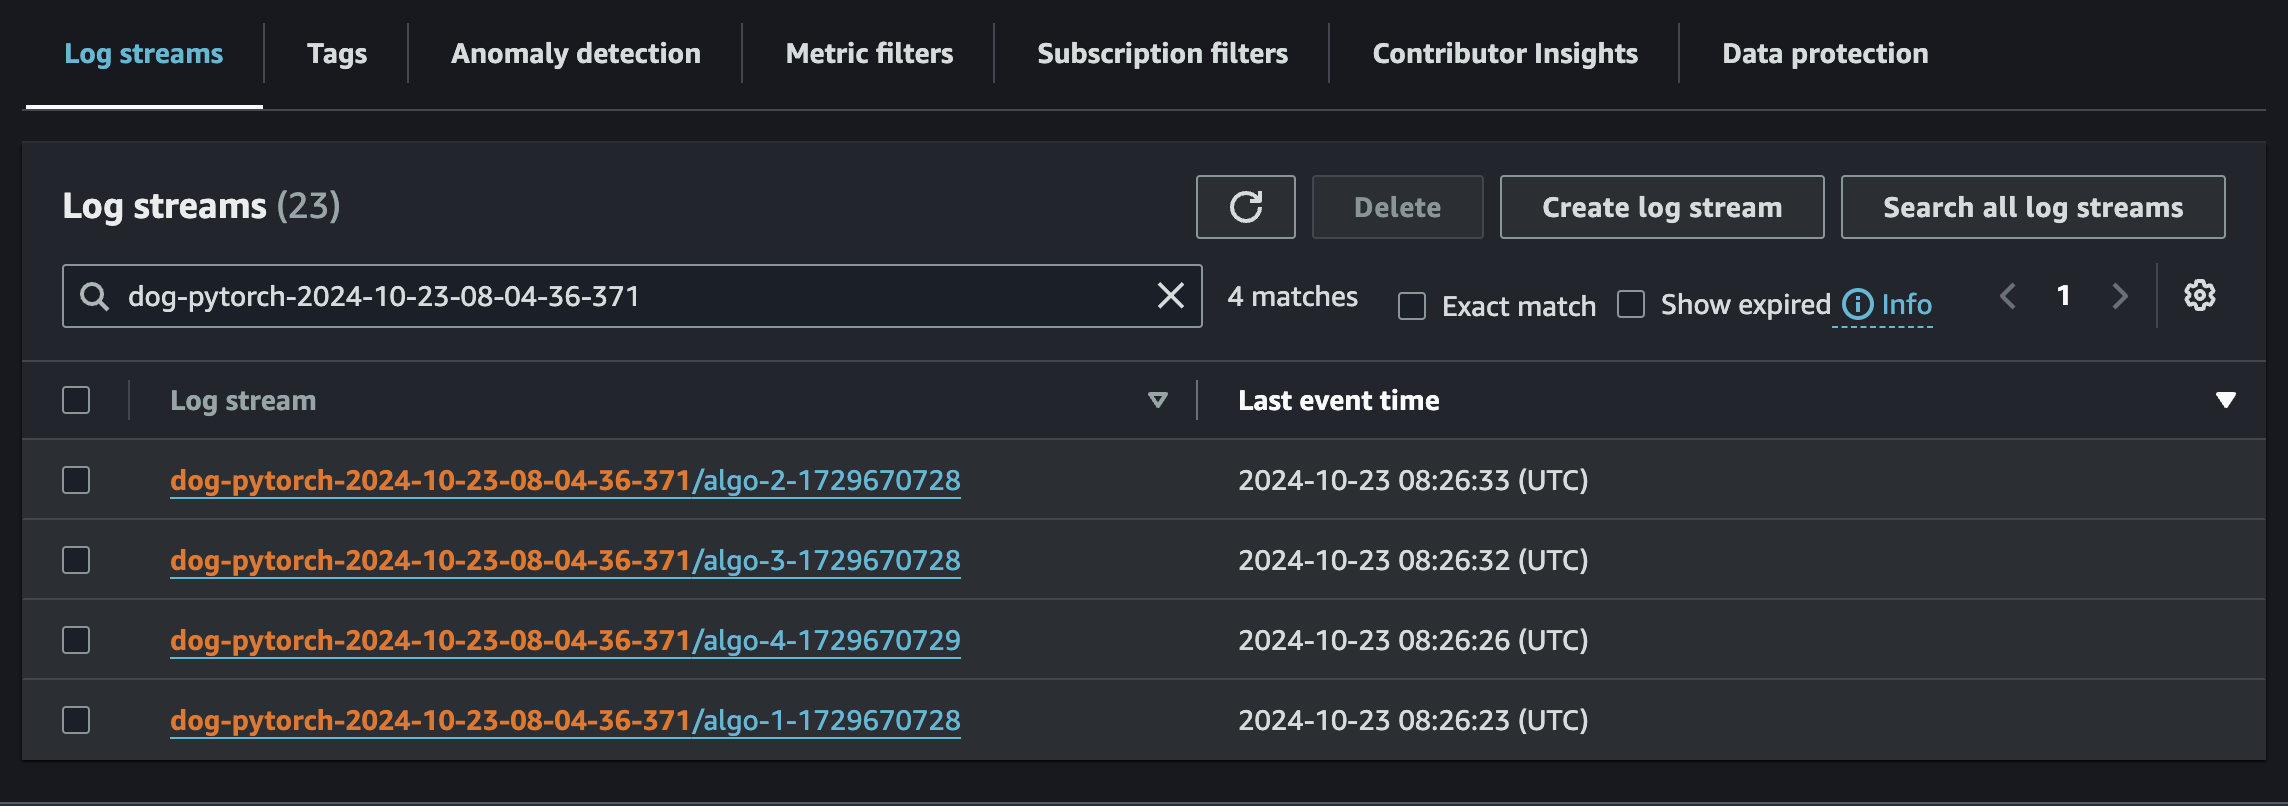 Log streams Tags Anomaly detection Metric filters Subscription filters Contributor Insights Data protection
Log streams (23) Delete Create log stream Search all log streams
dog-pytorch-2024-10-23-08-04-36-371 4 matches Exact match Show expired Info 1
Log stream Last event time
dog-pytorch-2024-10-23-08-04-36-371/algo-2-1729670728 2024-10-23 08:26:33 (UTC)
dog-pytorch-2024-10-23-08-04-36-371/algo-3-1729670728 2024-10-23 08:26:32 (UTC)
dog-pytorch-2024-10-23-08-04-36-371/algo-4-1729670729 2024-10-23 08:26:26 (UTC)
dog-pytorch-2024-10-23-08-04-36-371/algo-1-1729670728 2024-10-23 08:26:23 (UTC)